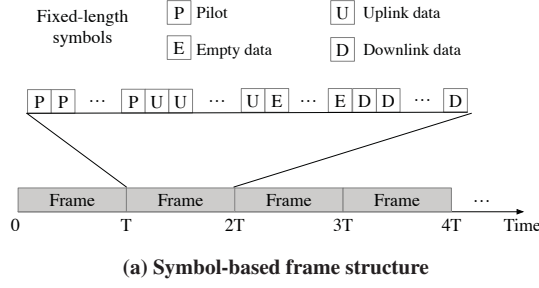 Fixed-length
symbols
P Pilot
U Uplink data
E Empty data
D Downlink data
P P ... P U U ... U E ... E D D ... D
Frame Frame Frame Frame ...
0 T 2T 3T 4T Time
(a) Symbol-based frame structure